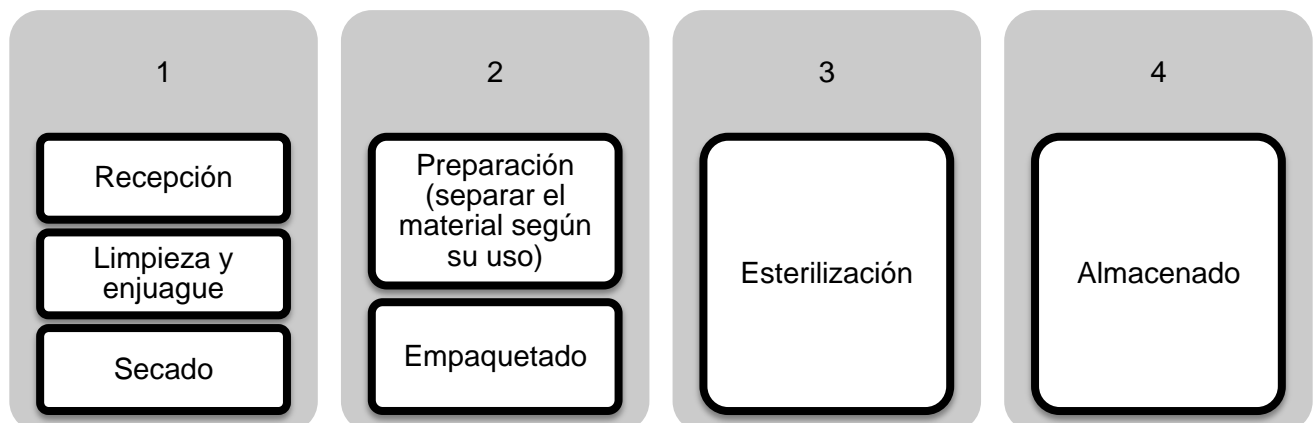 1
Recepción
Limpieza y
enjuague
Secado
2
Preparación
(separar el
material según
su uso)
Empaquetado
3
Esterilización
4
Almacenado